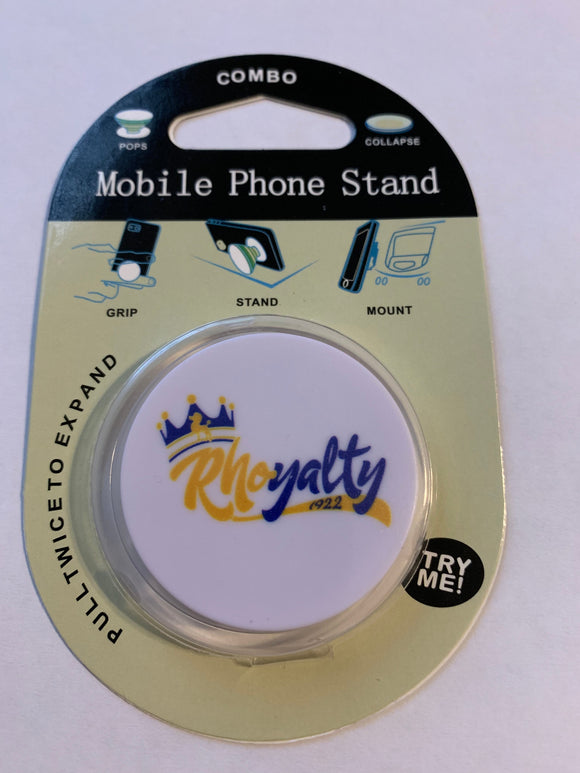 COMBO
POPS
COLLAPSE
Mobile Phone Stand
GRIP
STAND
MOUNT
PULL TWICE TO EXPAND
Rhoyalty
1922
TRY
ME!